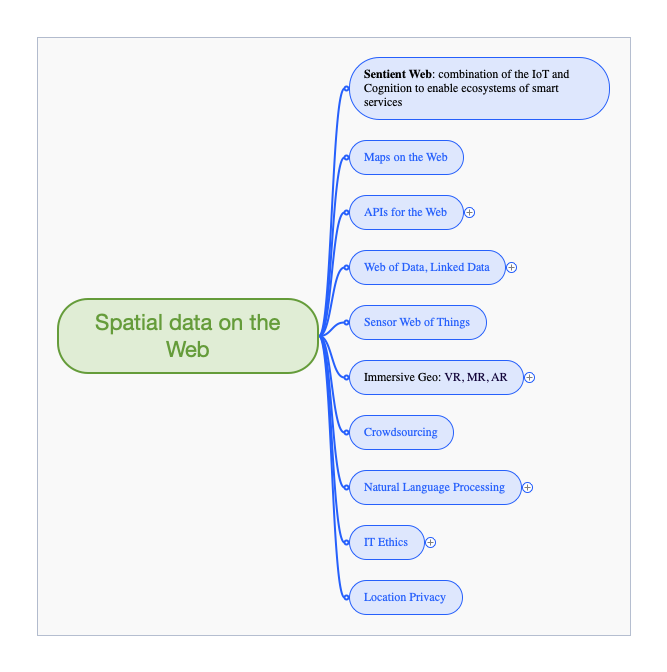 Sentient Web: combination of the IoT and
Cognition to enable ecosystems of smart
services
Maps on the Web
APIs for the Web
Web of Data, Linked Data
Spatial data on the
Web
Sensor Web of Things
Immersive Geo: VR, MR, AR
Crowdsourcing
Natural Language Processing
IT Ethics
Location Privacy